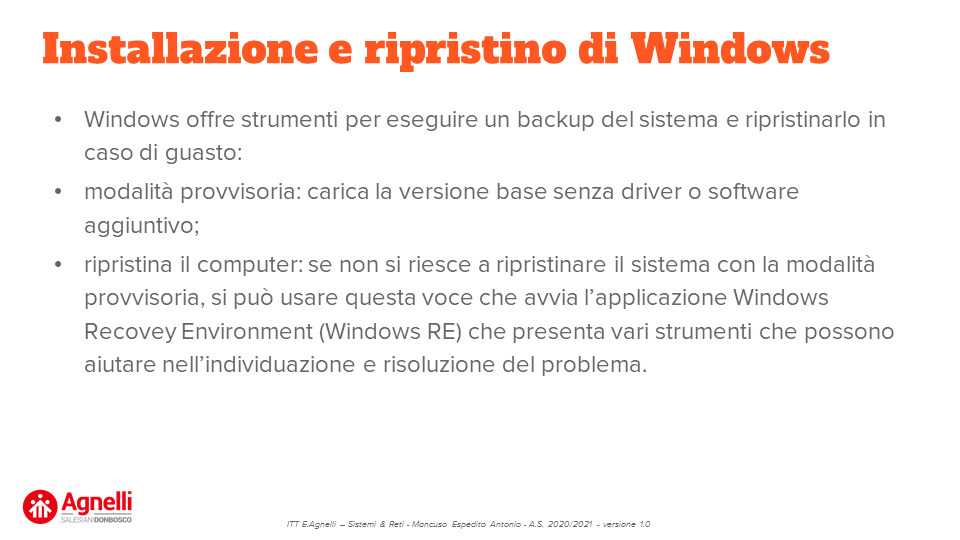 Installazione e ripristino di Windows
• Windows offre strumenti per eseguire un backup del sistema e ripristinarlo in
caso di guasto:
• modalità provvisoria: carica la versione base senza driver o software
aggiuntivo;
• ripristina il computer: se non si riesce a ripristinare il sistema con la modalità
provvisoria, si può usare questa voce che avvia l’applicazione Windows
Recovey Environment (Windows RE) che presenta vari strumenti che possono
aiutare nell’individuazione e risoluzione del problema.
Agnelli
SALESIANI DONBOSCO
ITT E.Agnelli – Sistemi & Reti - Mancuso Espedito Antonio - A.S. 2020/2021 - versione 1.0